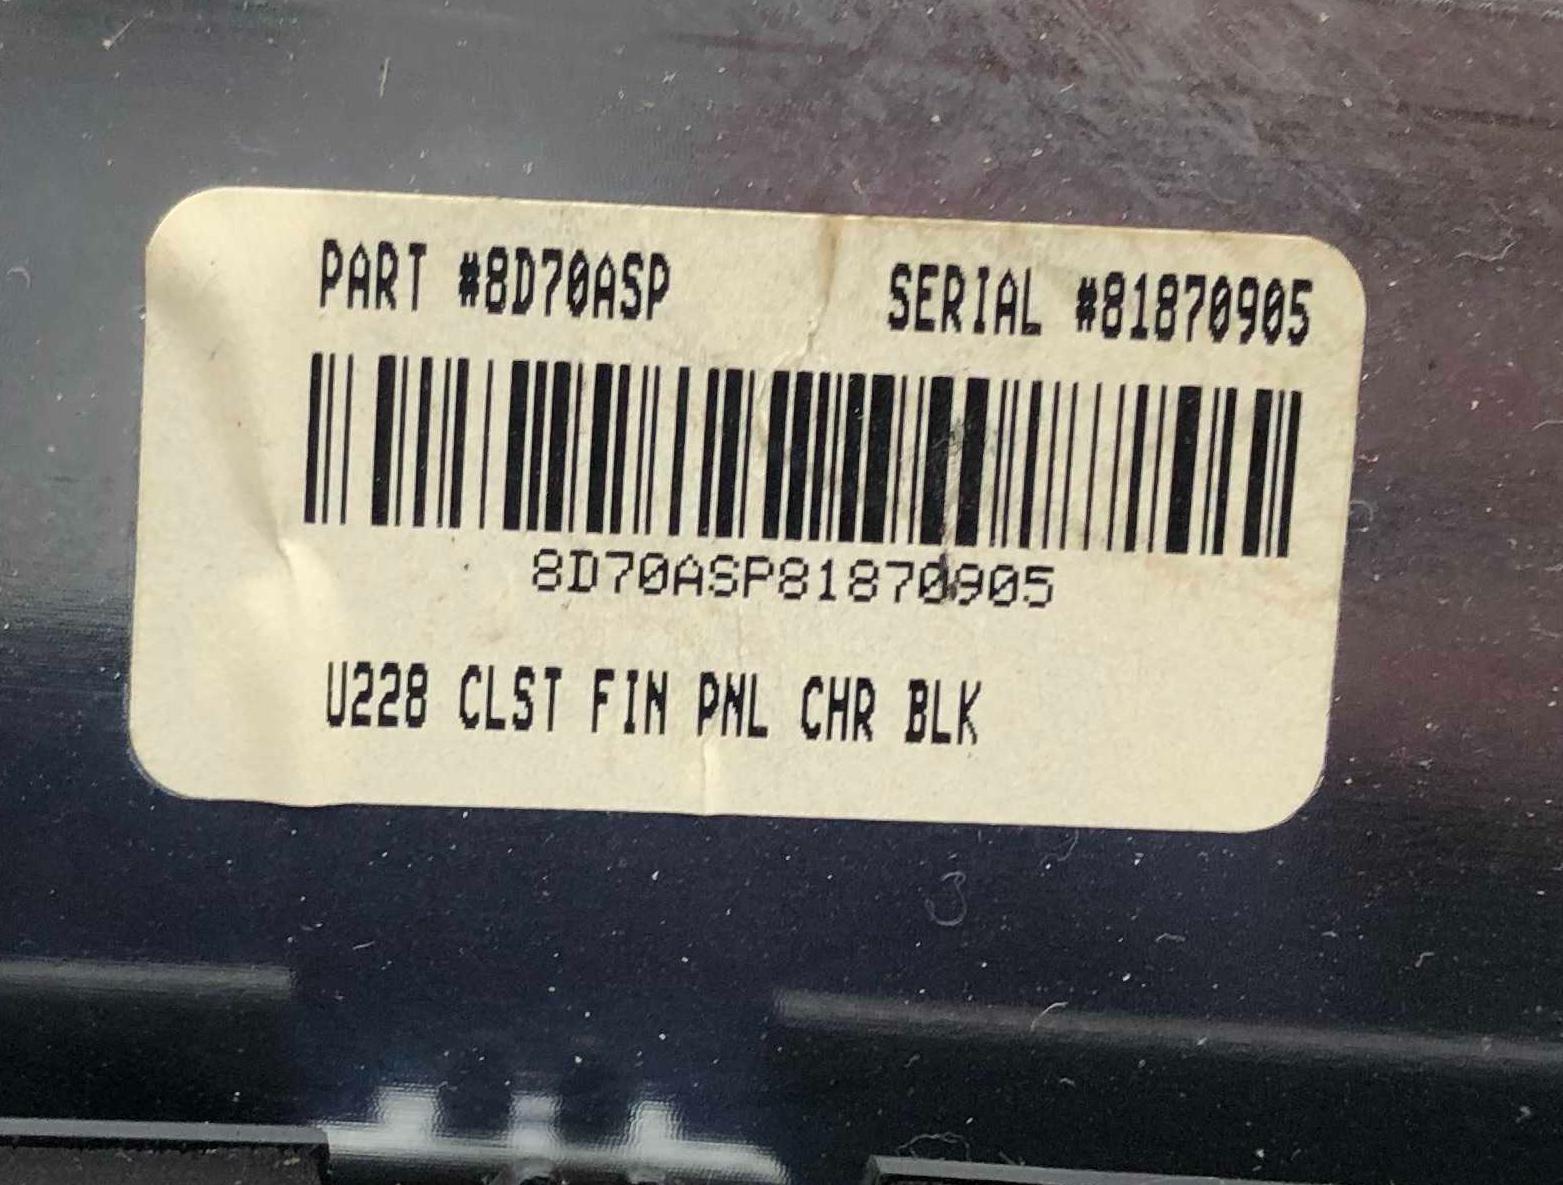 PART #8D70ASP SERIAL #81870905
8D70ASP81870905
U228 CLST FIN PNL CHR BLK